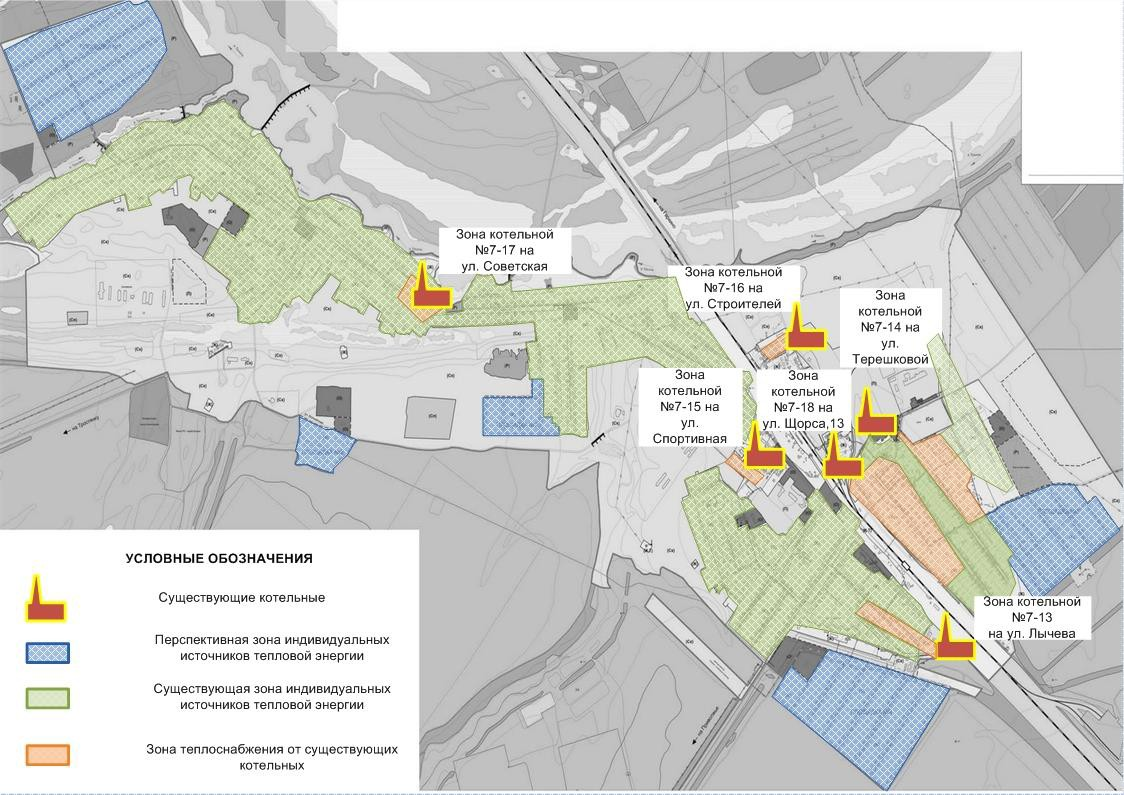 Зона котельной
№7-17 на
ул. Советская
Зона котельной
№7-16 на
ул. Строителей
Зона
котельной
№7-14 на
ул.
Терешковой
Зона
котельной
№7-15 на
ул.
Спортивная
Зона
котельной
№7-18 на
ул. Щорса,13
Зона котельной
№7-13
на ул. Лычева
УСЛОВНЫЕ ОБОЗНАЧЕНИЯ
Существующие котельные
Перспективная зона индивидуальных
источников тепловой энергии
Существующая зона индивидуальных
источников тепловой энергии
Зона теплоснабжения от существующих
котельных